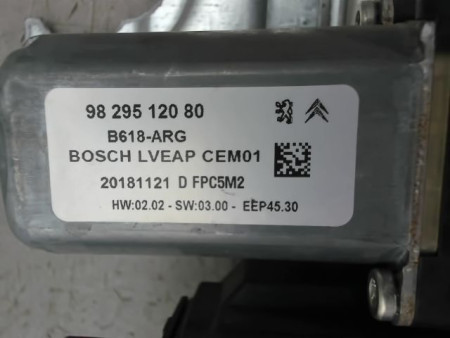 98 295 120 80
B618-ARG
BOSCH LVEAP CEM01
20181121 D FPC5M2
HW:02.02 - SW:03.00 - EEP45.30